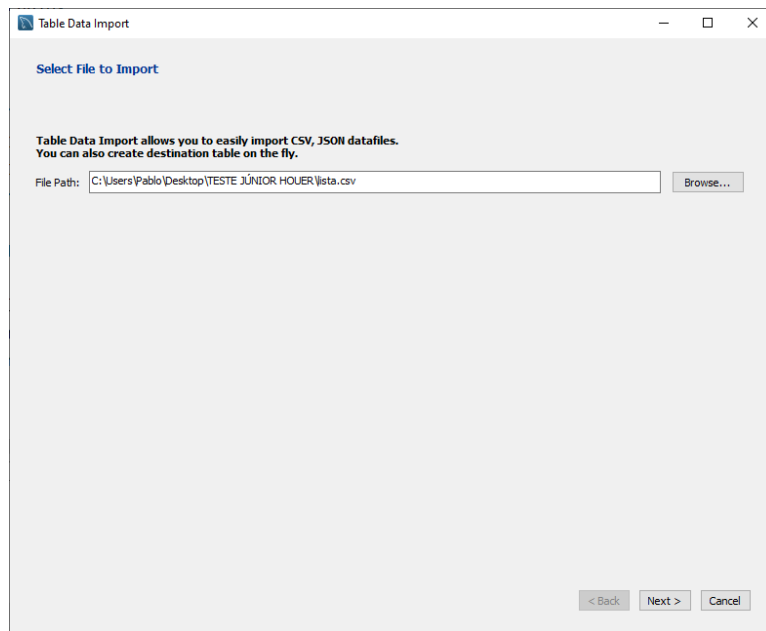 Table Data Import
Select File to Import
Table Data Import allows you to easily import CSV, JSON datafiles.
You can also create destination table on the fly.
File Path: C:\Users\Pablo\Desktop\TESTE JÚNIOR HOUER\lista.csv Browse...
< Back Next > Cancel